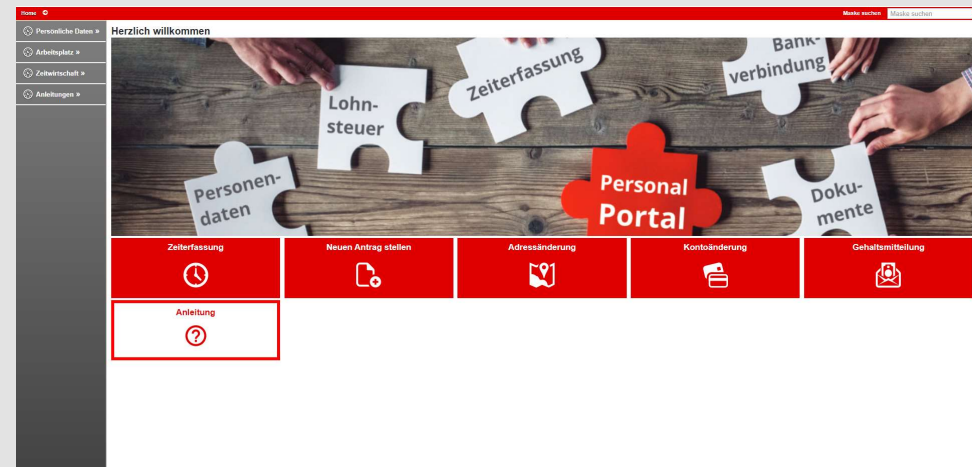 Home
Maske suchen
Maske suchen
Persönliche Daten »
Arbeitsplatz »
Zeitwirtschaft »
Anleitungen »
Herzlich willkommen
Lohn-
steuer
Zeiterfassung
Bank-
verbindung
Personen-
daten
Personal
Portal
Doku-
mente
Zeiterfassung
Neuen Antrag stellen
Adressänderung
Kontoänderung
Gehaltsmitteilung
Anleitung